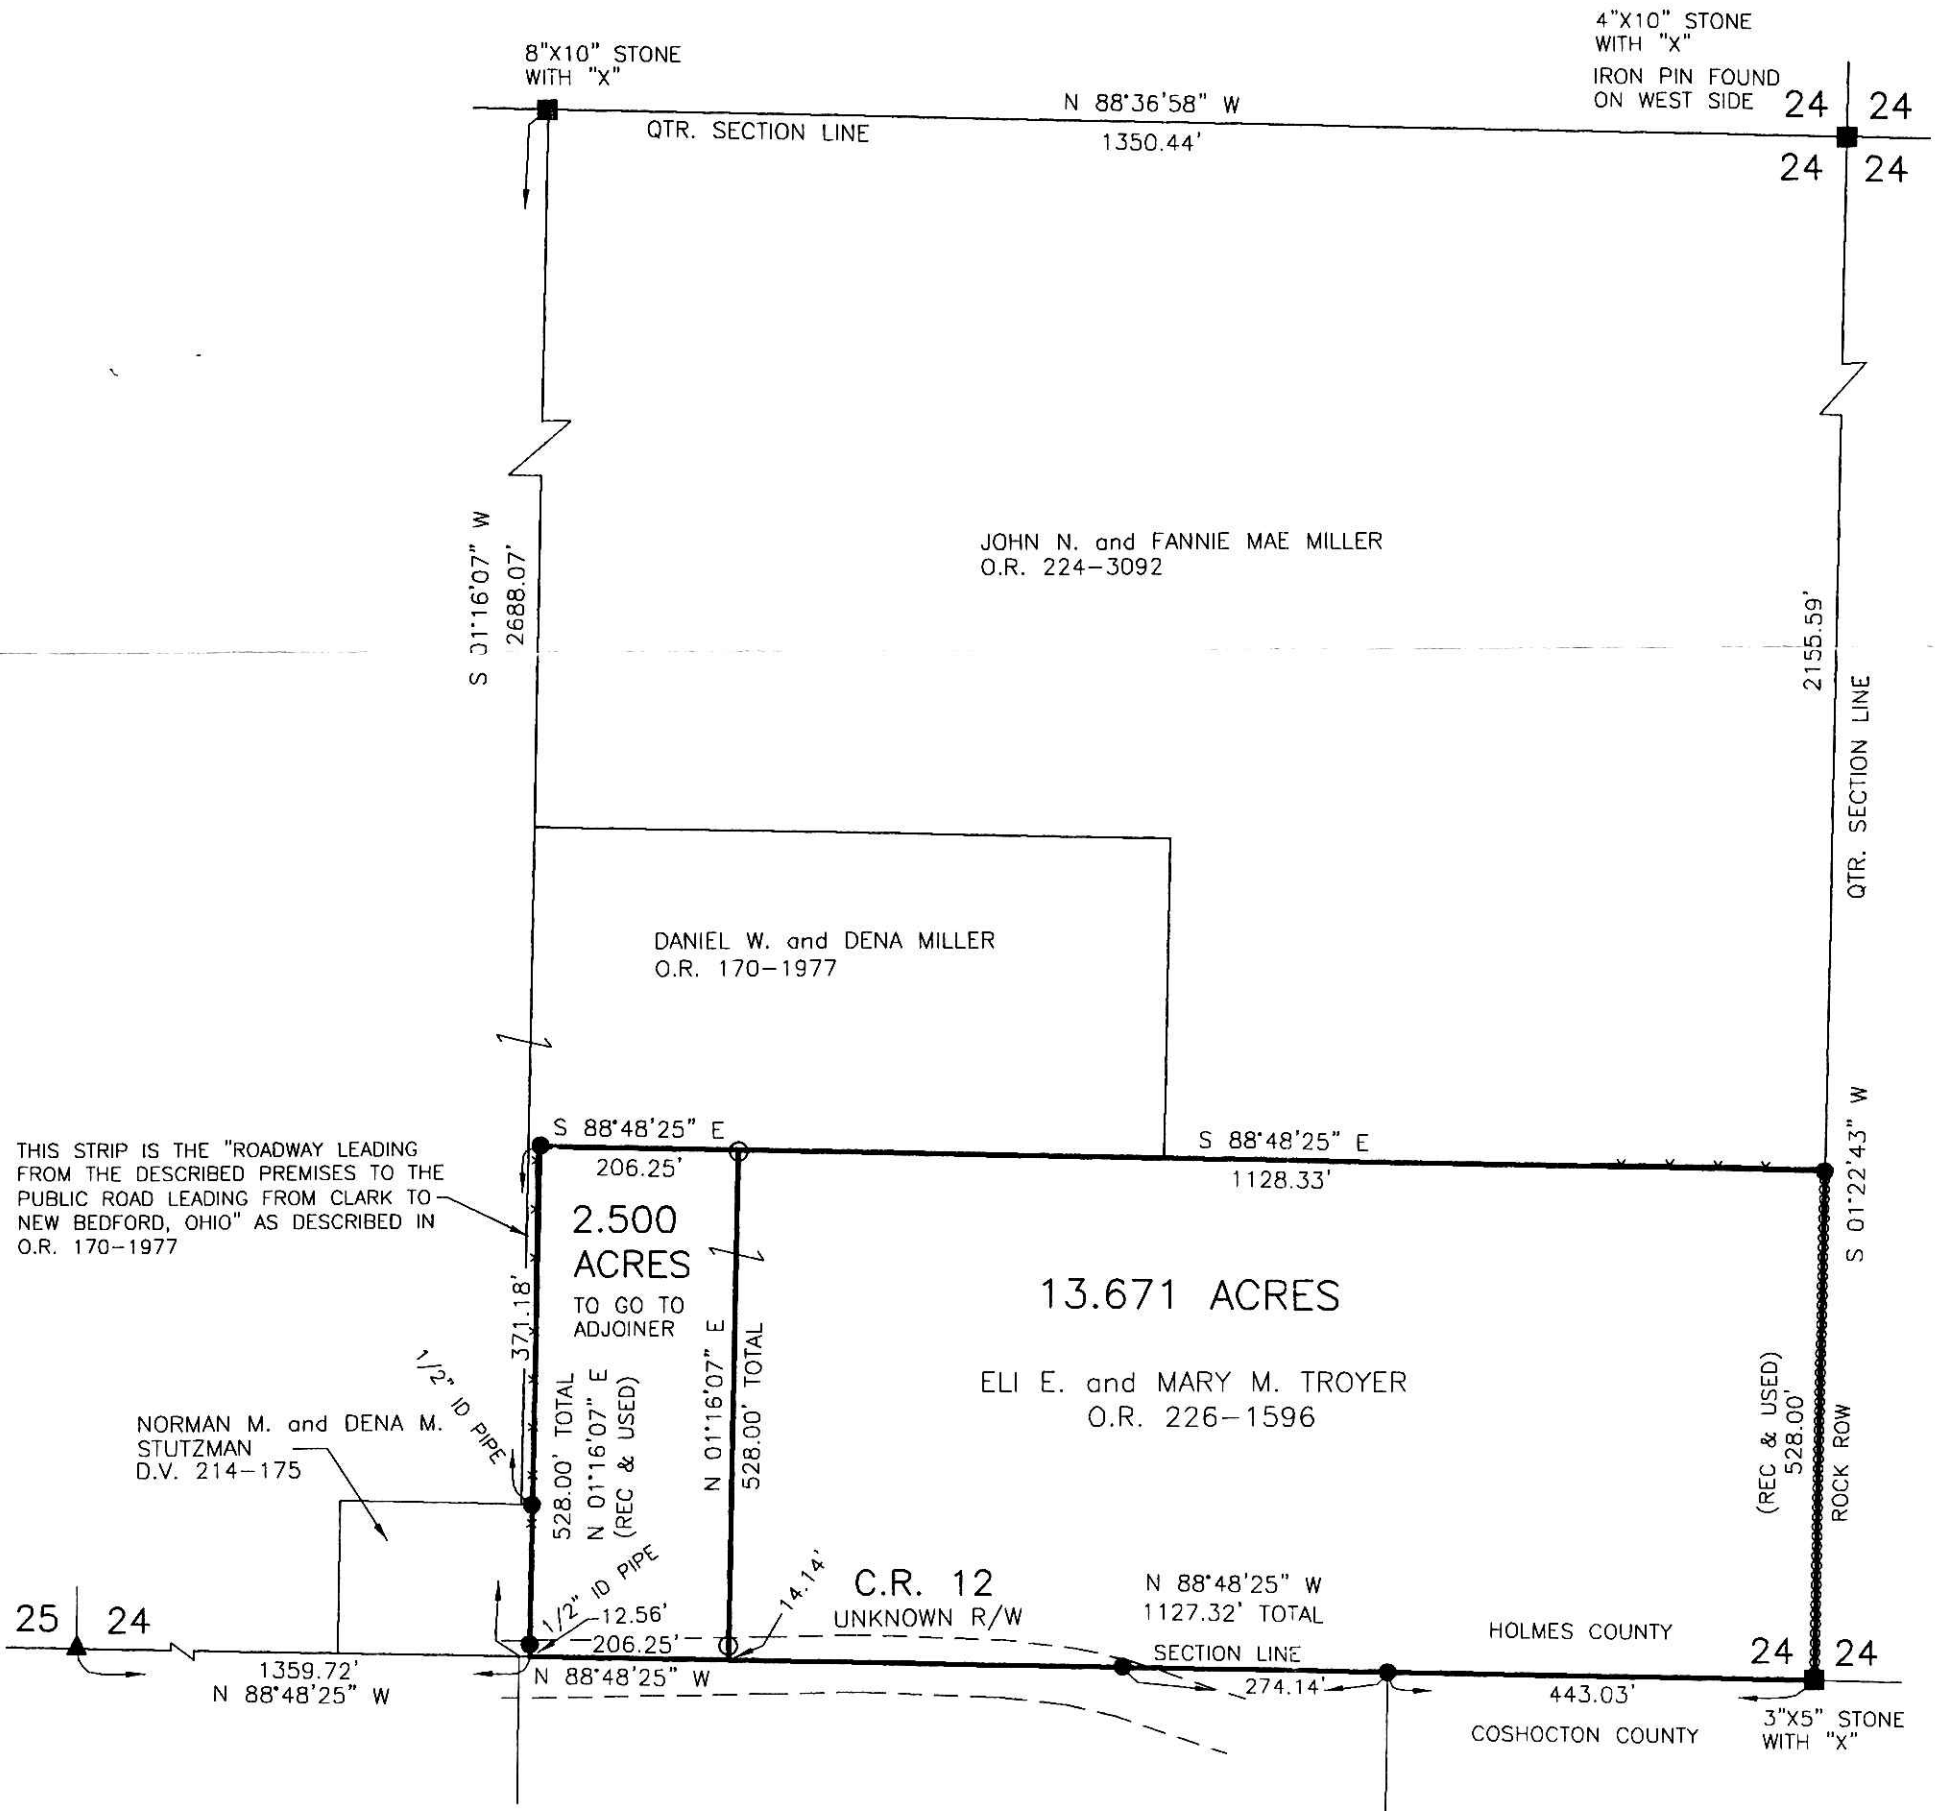 8"X10" STONE
WITH "X"
4"X10" STONE
WITH "X"
IRON PIN FOUND
ON WEST SIDE
24 24
24 24
N 88°36'58" W
QTR. SECTION LINE
1350.44'
S 01°16'07" W
2688.07'
JOHN N. and FANNIE MAE MILLER
O.R. 224-3092
2155.59'
QTR. SECTION LINE
S 01°22'43" W
DANIEL W. and DENA MILLER
O.R. 170-1977
THIS STRIP IS THE "ROADWAY LEADING
FROM THE DESCRIBED PREMISES TO THE
PUBLIC ROAD LEADING FROM CLARK TO
NEW BEDFORD, OHIO" AS DESCRIBED IN
O.R. 170-1977
S 88°48'25" E
206.25'
S 88°48'25" E
1128.33'
2.500
ACRES
TO GO TO
ADJOINER
371.18'
528.00' TOTAL
N 01°16'07" E
(REC & USED)
N 01°16'07" E
528.00' TOTAL
13.671 ACRES
ELI E. and MARY M. TROYER
O.R. 226-1596
(REC & USED)
528.00'
ROCK ROW
1/2" ID PIPE
NORMAN M. and DENA M.
STUTZMAN
D.V. 214-175
1/2" ID PIPE
12.56'
206.25'
N 88°48'25" W
14.14'
C.R. 12
UNKNOWN R/W
N 88°48'25" W
1127.32' TOTAL
SECTION LINE
HOLMES COUNTY
25 24
1359.72'
N 88°48'25" W
274.14'
443.03'
COSHOCTON COUNTY
24 24
3"X5" STONE
WITH "X"